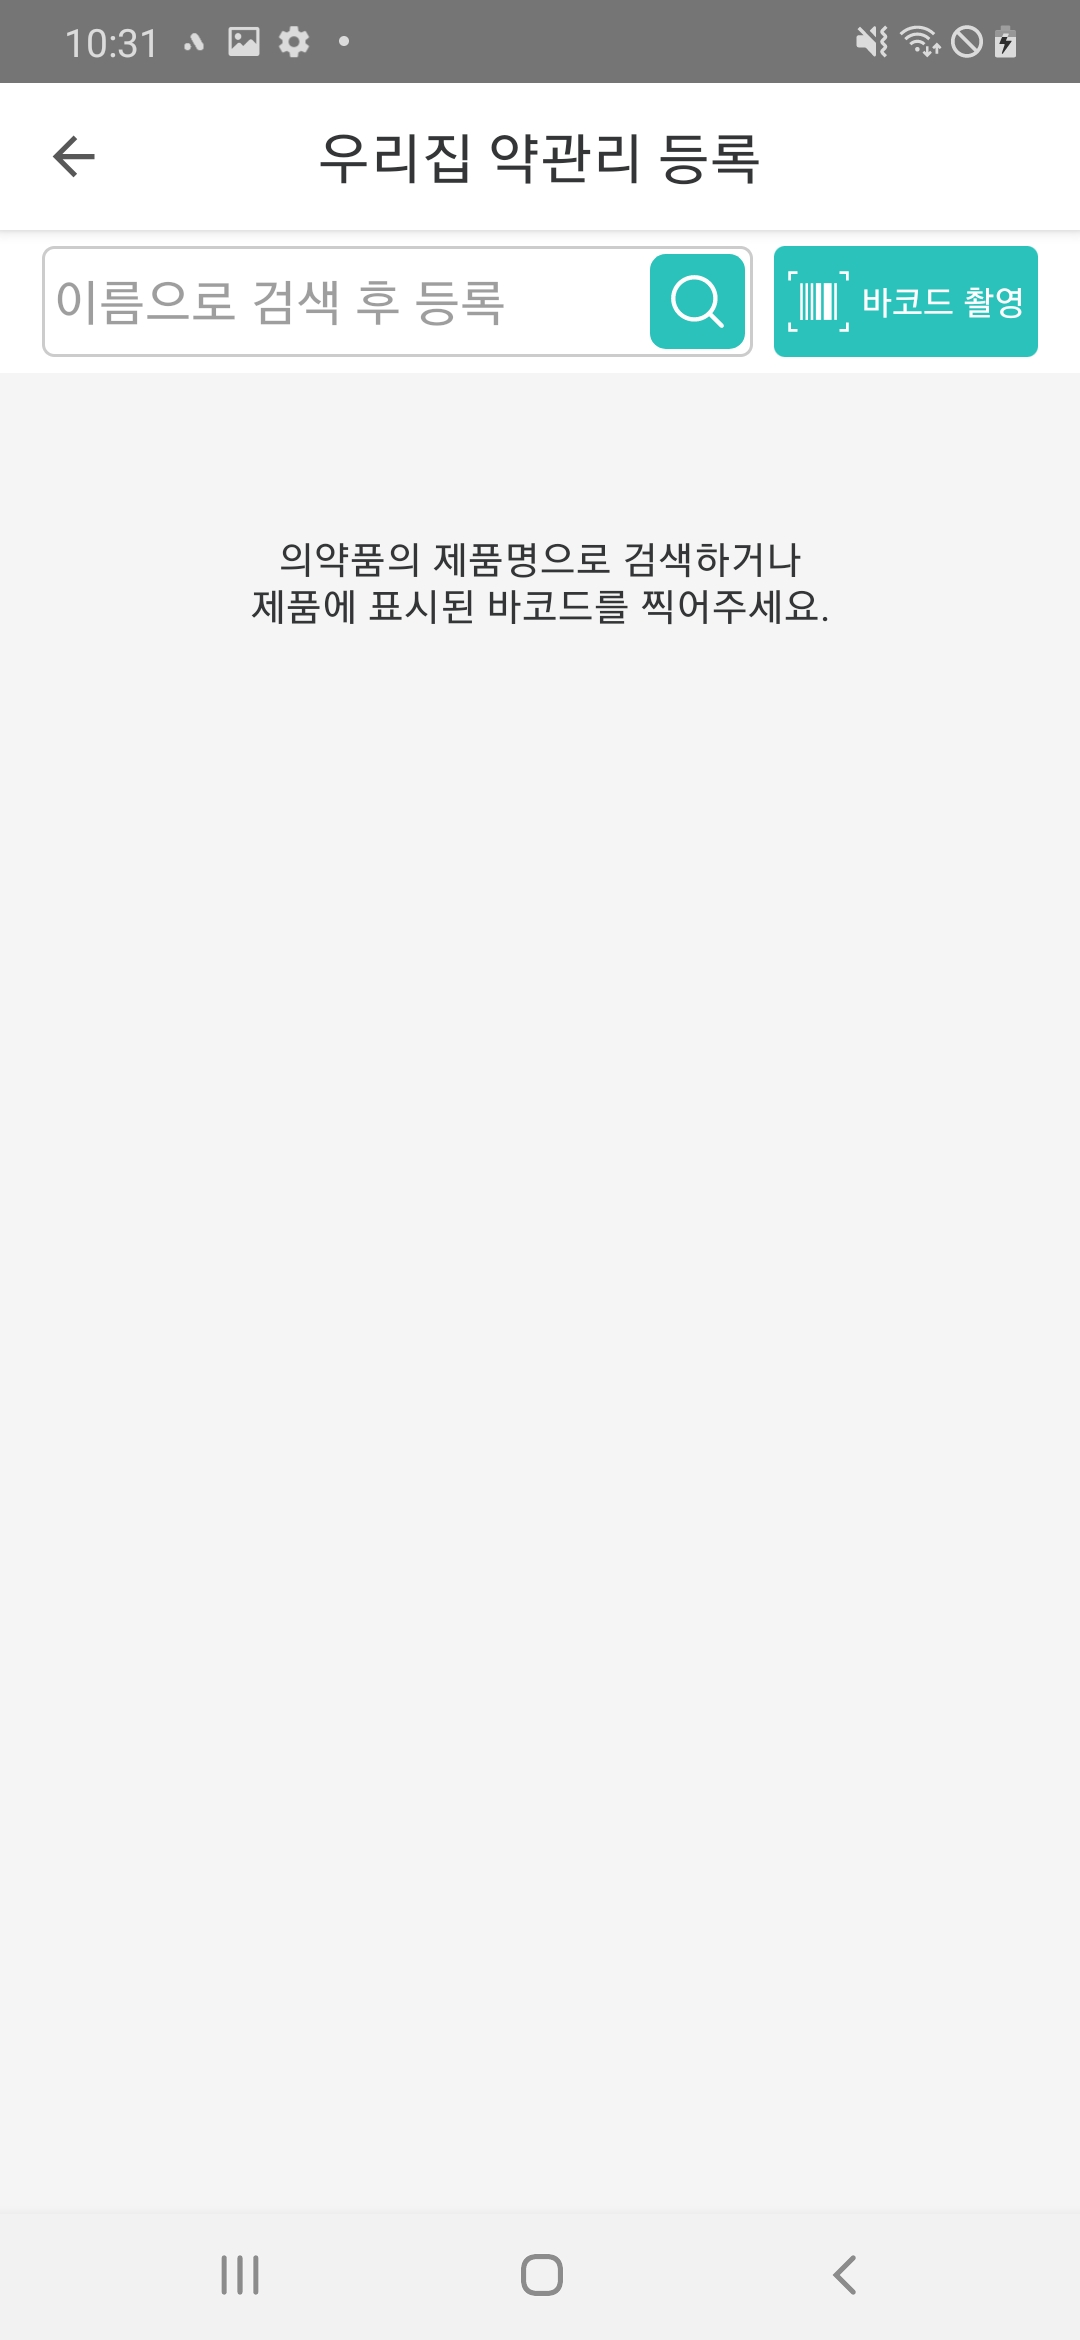 10:31
우리집 약관리 등록
이름으로 검색 후 등록
바코드 촬영
의약품의 제품명으로 검색하거나
제품에 표시된 바코드를 찍어주세요.